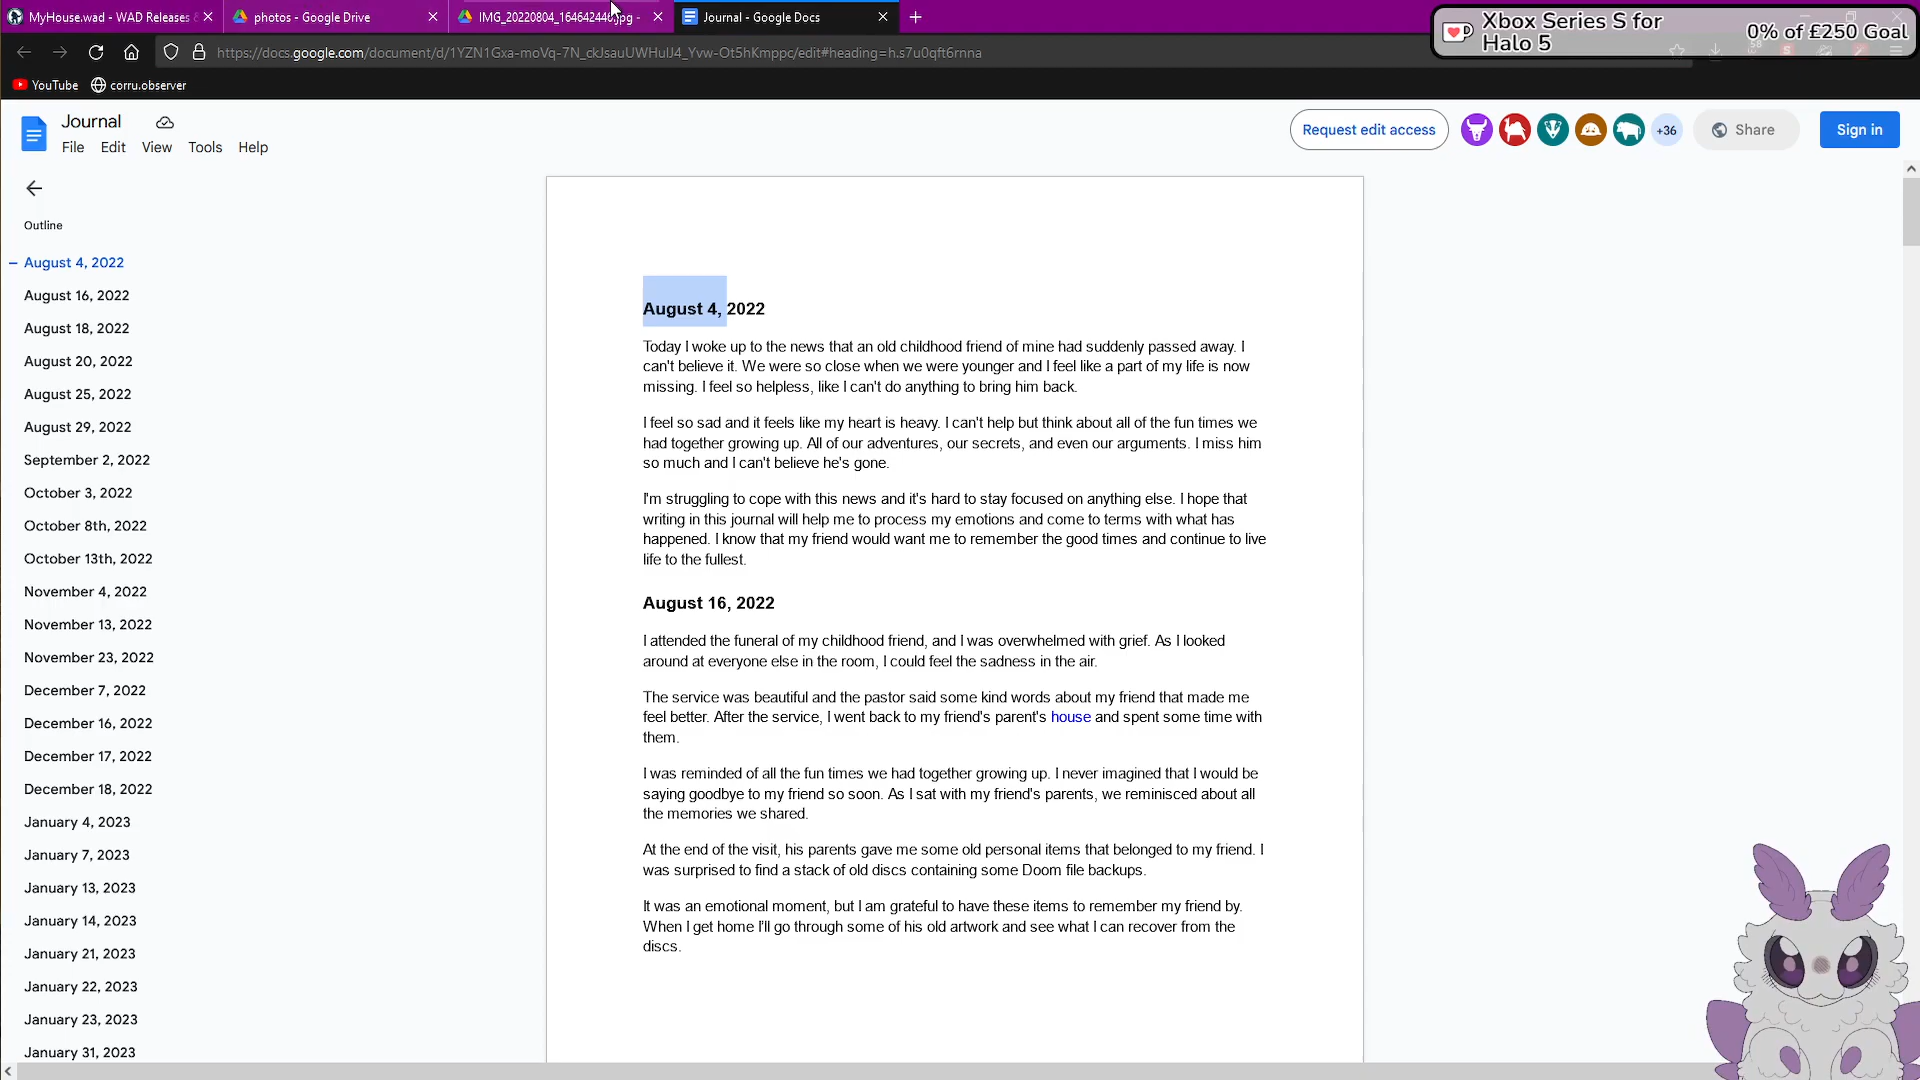 MyHouse.wad - WAD Releases &
photos - Google Drive
IMG_20220804_164642446.jpg -
Journal - Google Docs
Xbox Series S for
Halo 5
0% of £250 Goal
YouTube
corru.observer
Journal
File Edit View Tools Help
Request edit access
+36
Share
Sign in
Outline
August 4, 2022
August 16, 2022
August 18, 2022
August 20, 2022
August 25, 2022
August 29, 2022
September 2, 2022
October 3, 2022
October 8th, 2022
October 13th, 2022
November 4, 2022
November 13, 2022
November 23, 2022
December 7, 2022
December 16, 2022
December 17, 2022
December 18, 2022
January 4, 2023
January 7, 2023
January 13, 2023
January 14, 2023
January 21, 2023
January 22, 2023
January 23, 2023
January 31, 2023
August 4, 2022
Today I woke up to the news that an old childhood friend of mine had suddenly passed away. I
can't believe it. We were so close when we were younger and I feel like a part of my life is now
missing. I feel so helpless, like I can't do anything to bring him back.
I feel so sad and it feels like my heart is heavy. I can't help but think about all of the fun times we
had together growing up. All of our adventures, our secrets, and even our arguments. I miss him
so much and I can't believe he's gone.
I'm struggling to cope with this news and it's hard to stay focused on anything else. I hope that
writing in this journal will help me to process my emotions and come to terms with what has
happened. I know that my friend would want me to remember the good times and continue to live
life to the fullest.
August 16, 2022
I attended the funeral of my childhood friend, and I was overwhelmed with grief. As I looked
around at everyone else in the room, I could feel the sadness in the air.
The service was beautiful and the pastor said some kind words about my friend that made me
feel better. After the service, I went back to my friend's parent's house and spent some time with
them.
I was reminded of all the fun times we had together growing up. I never imagined that I would be
saying goodbye to my friend so soon. As I sat with my friend's parents, we reminisced about all
the memories we shared.
At the end of the visit, his parents gave me some old personal items that belonged to my friend. I
was surprised to find a stack of old discs containing some Doom file backups.
It was an emotional moment, but I am grateful to have these items to remember my friend by.
When I get home I'll go through some of his old artwork and see what I can recover from the
discs.